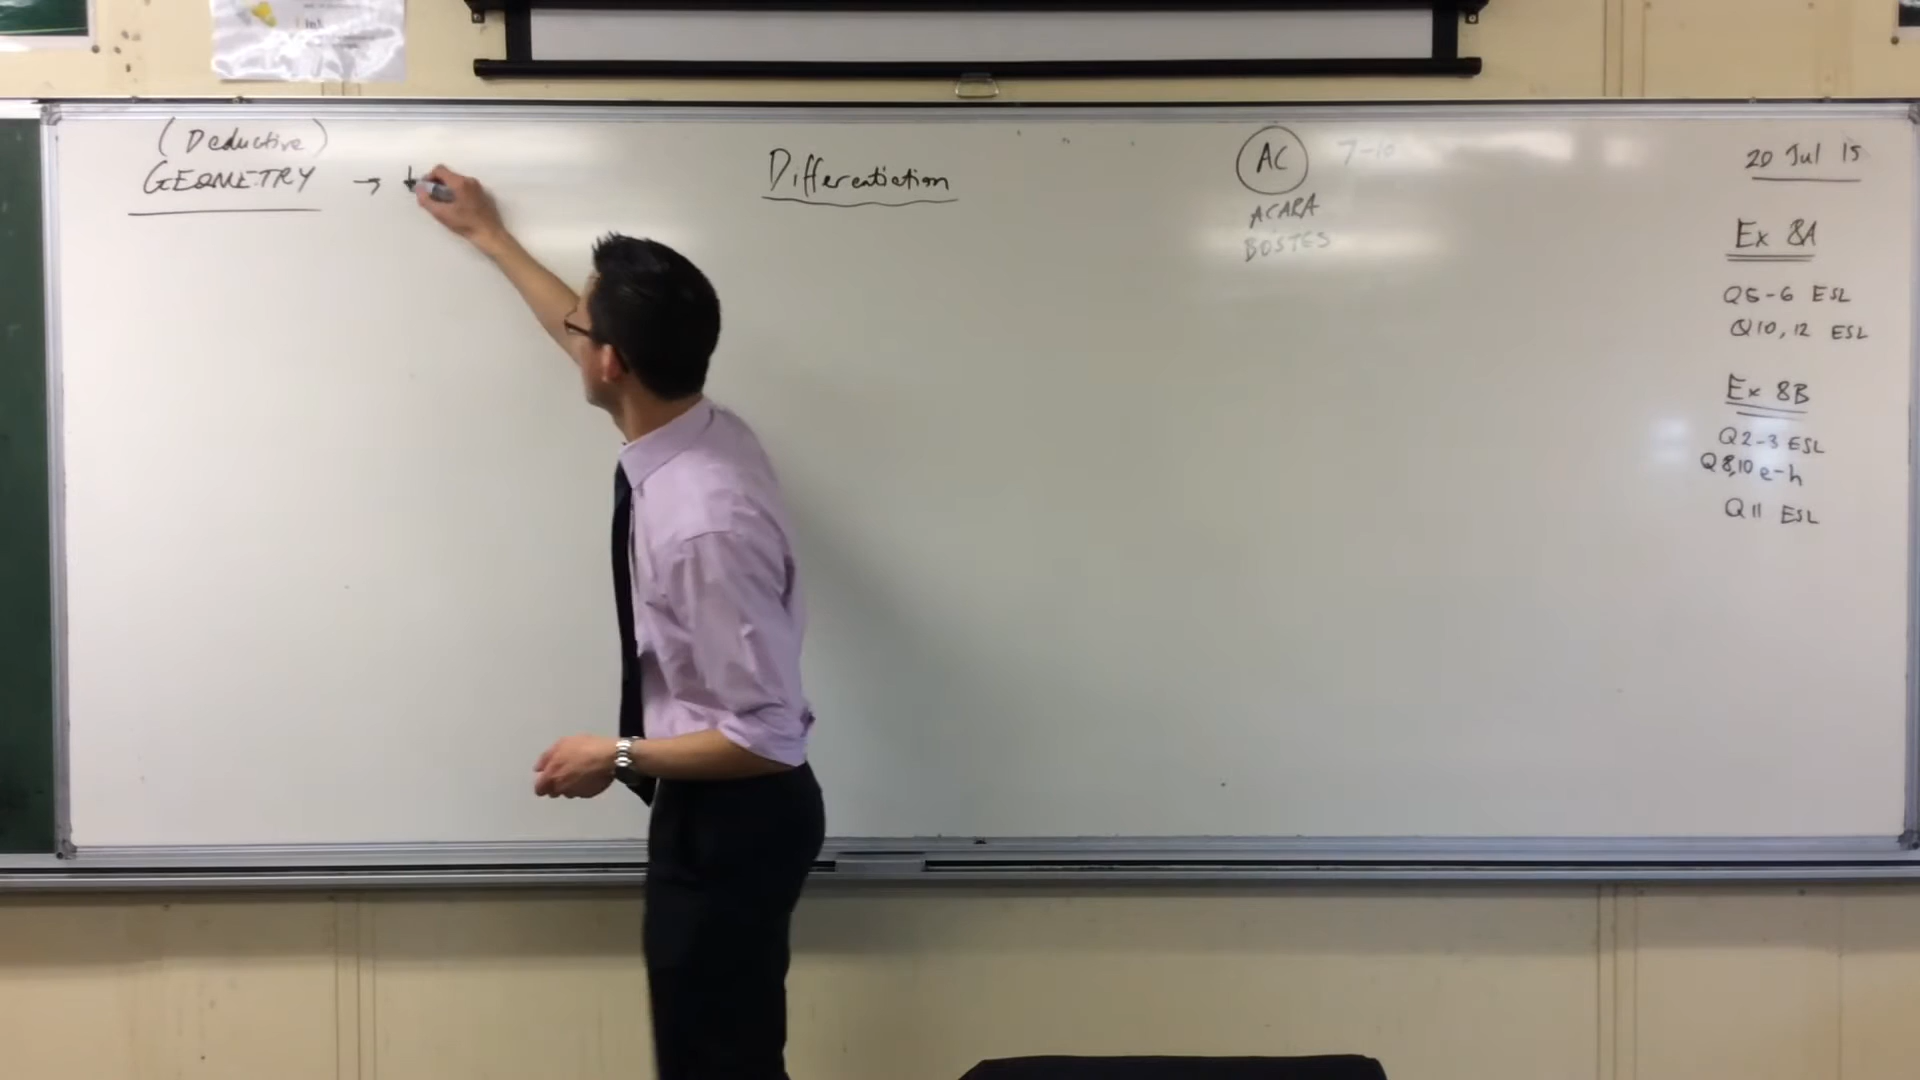 (Deductive)
GEOMETRY →
Differentiation
AC 7-10
ACARA
BOSTES
20 Jul 15
Ex 8A
Q5-6 ESL
Q10, 12 ESL
Ex 8B
Q2-3 ESL
Q8,10 e-h
Q11 ESL